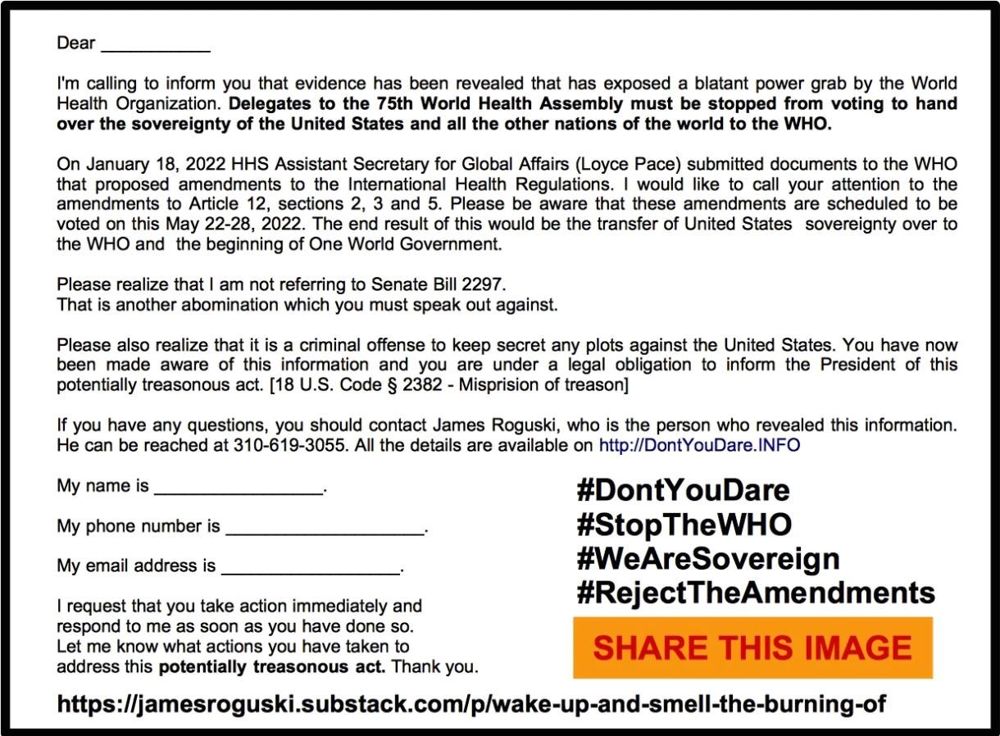 Dear ___________
I'm calling to inform you that evidence has been revealed that has exposed a blatant power grab by the World
Health Organization. Delegates to the 75th World Health Assembly must be stopped from voting to hand
over the sovereignty of the United States and all the other nations of the world to the WHO.
On January 18, 2022 HHS Assistant Secretary for Global Affairs (Loyce Pace) submitted documents to the WHO
that proposed amendments to the International Health Regulations. I would like to call your attention to the
amendments to Article 12, sections 2, 3 and 5. Please be aware that these amendments are scheduled to be
voted on this May 22-28, 2022. The end result of this would be the transfer of United States  sovereignty over to
the WHO and  the beginning of One World Government.
Please realize that I am not referring to Senate Bill 2297.
That is another abomination which you must speak out against.
Please also realize that it is a criminal offense to keep secret any plots against the United States. You have now
been made aware of this information and you are under a legal obligation to inform the President of this
potentially treasonous act. [18 U.S. Code § 2382 - Misprision of treason]
If you have any questions, you should contact James Roguski, who is the person who revealed this information.
He can be reached at 310-619-3055. All the details are available on http://DontYouDare.INFO
My name is _________________.
My phone number is ____________________.
My email address is __________________.
I request that you take action immediately and
respond to me as soon as you have done so.
Let me know what actions you have taken to
address this potentially treasonous act. Thank you.
#DontYouDare
#StopTheWHO
#WeAreSovereign
#RejectTheAmendments
SHARE THIS IMAGE
https://jamesroguski.substack.com/p/wake-up-and-smell-the-burning-of